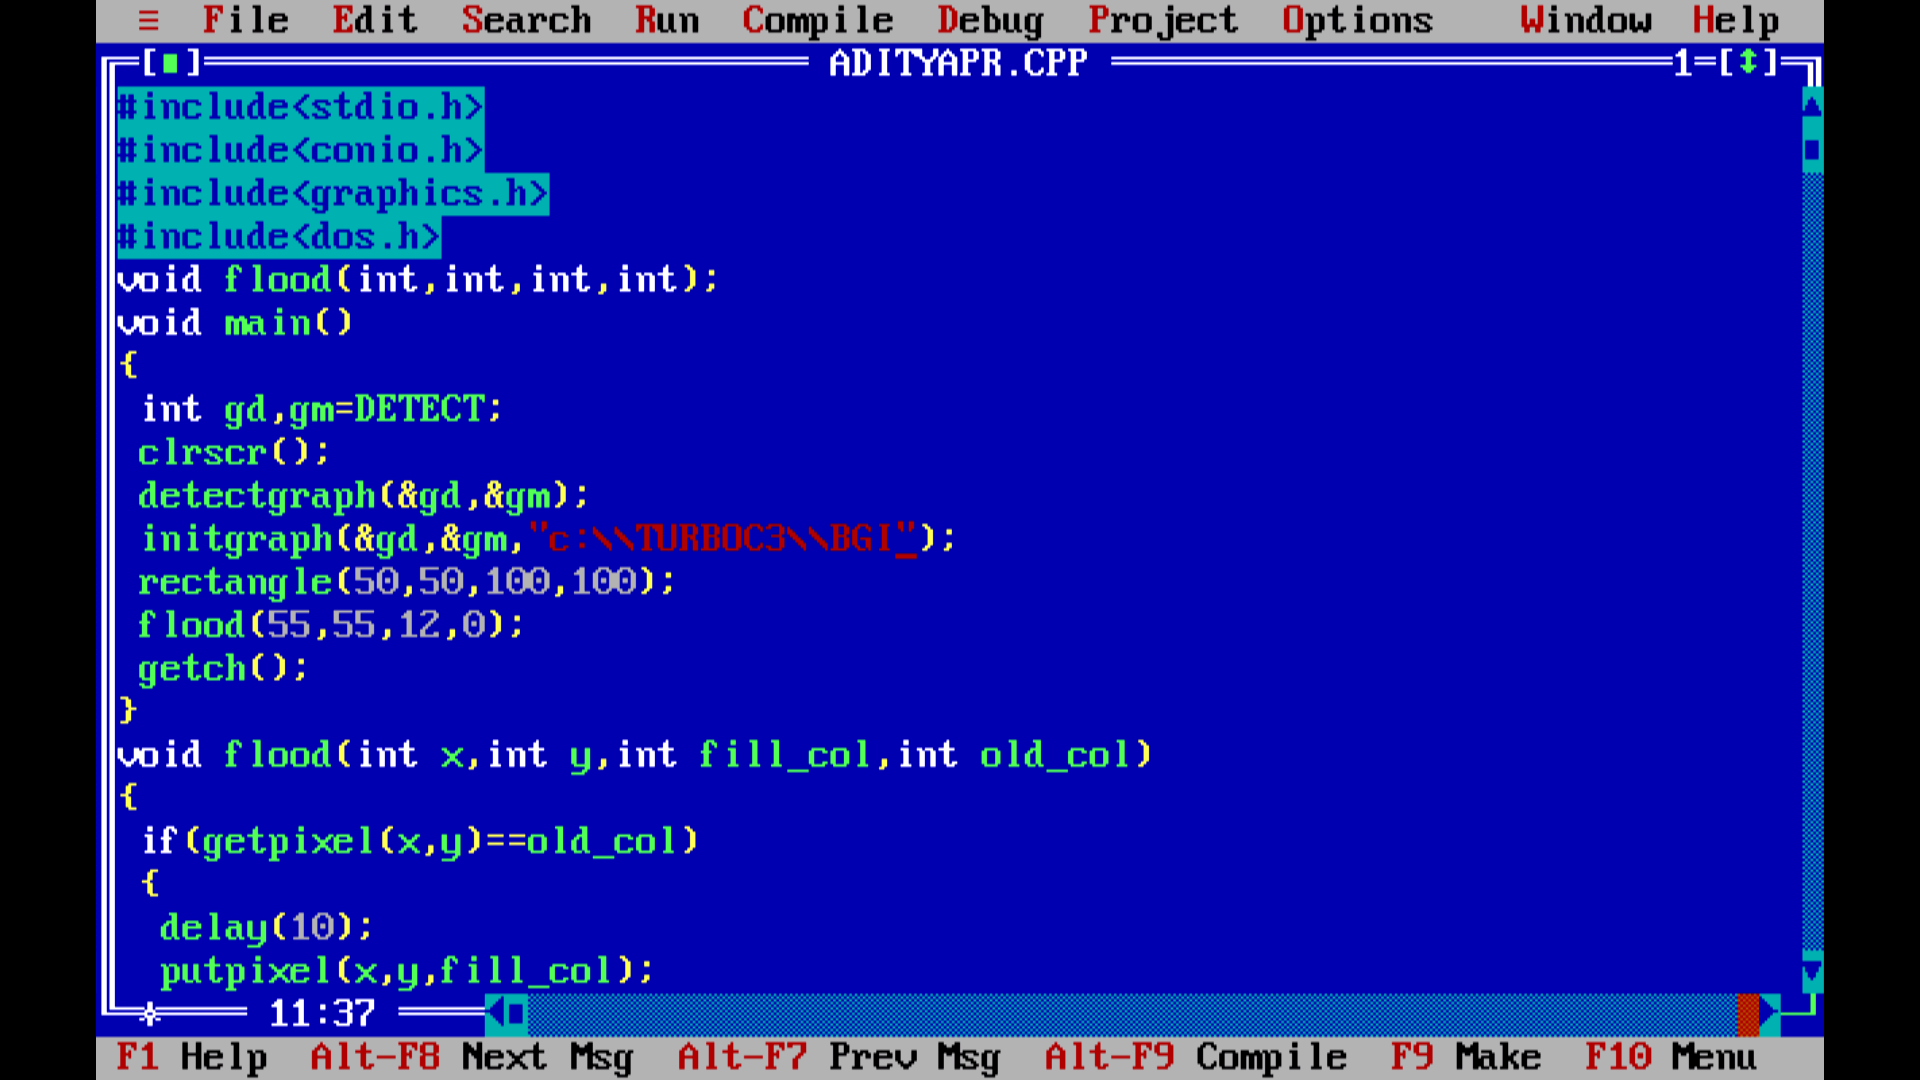 ≡ File Edit Search Run Compile Debug Project Options Window Help
[■] ADITYAPR.CPP 1=[↕]
#include<stdio.h>
#include<conio.h>
#include<graphics.h>
#include<dos.h>
void flood(int,int,int,int);
void main()
{
 int gd,gm=DETECT;
 clrscr();
 detectgraph(&gd,&gm);
 initgraph(&gd,&gm,"c:\\TURBOC3\\BGI");
 rectangle(50,50,100,100);
 flood(55,55,12,0);
 getch();
}
void flood(int x,int y,int fill_col,int old_col)
{
 if(getpixel(x,y)==old_col)
 {
  delay(10);
  putpixel(x,y,fill_col);
11:37
F1 Help Alt-F8 Next Msg Alt-F7 Prev Msg Alt-F9 Compile F9 Make F10 Menu